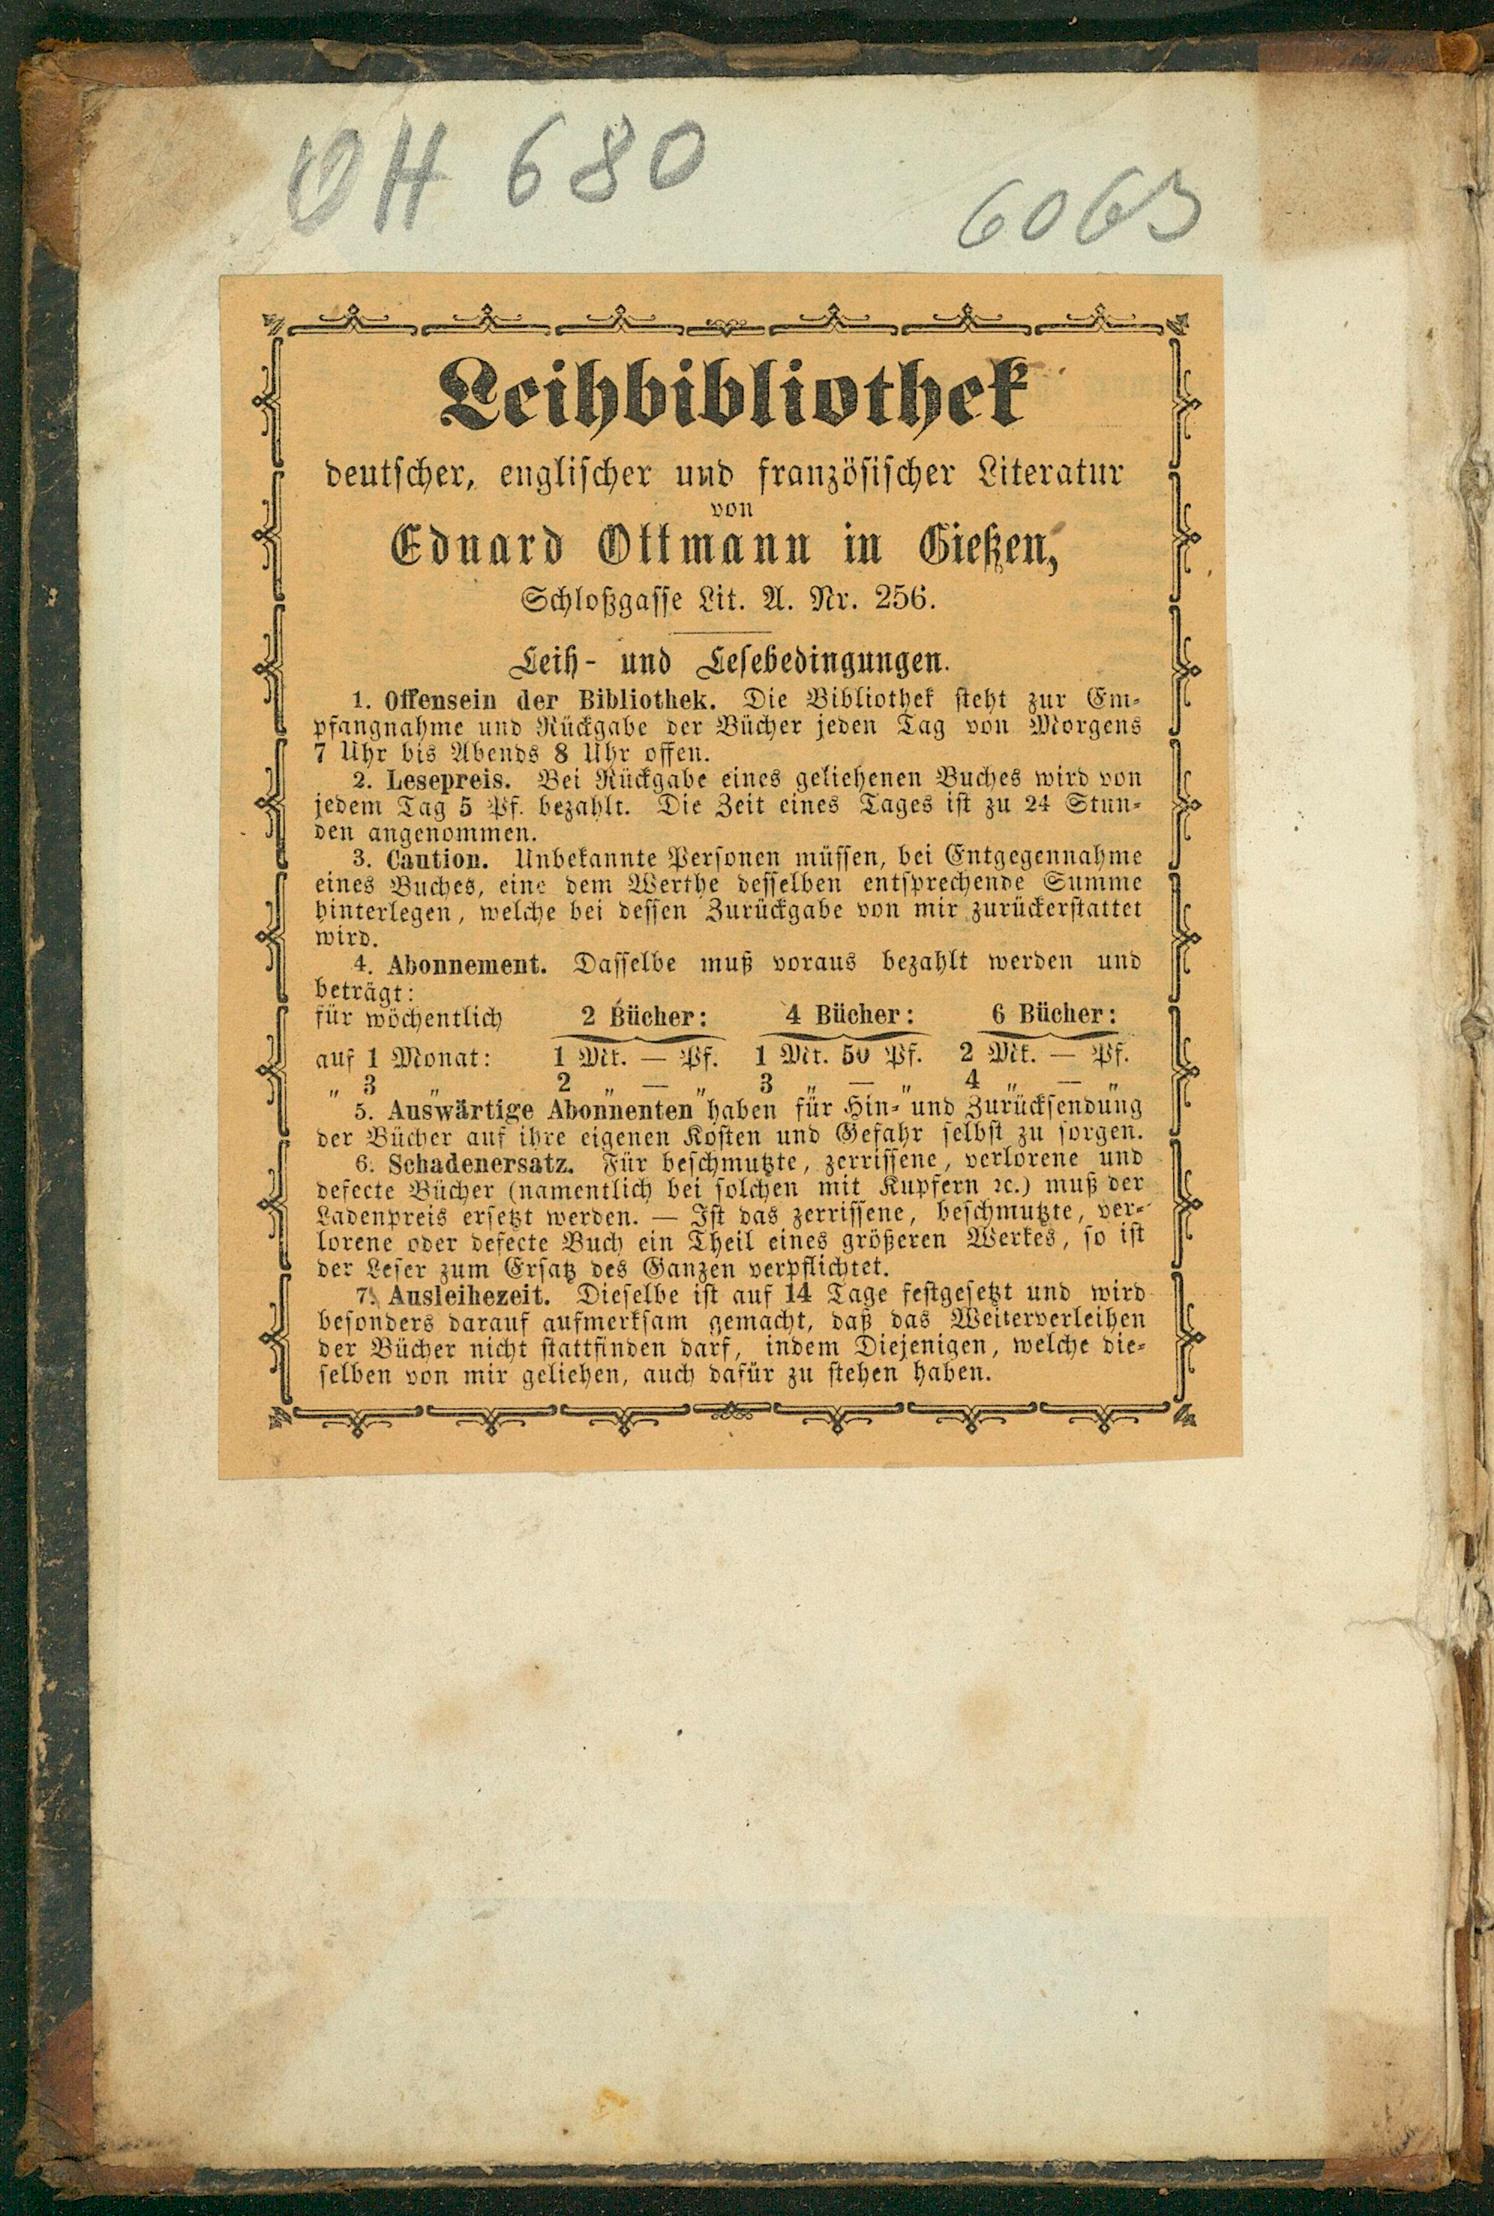 OH 680
6063
Leihbibliothek
deutscher, englischer und französischer Literatur
von
Eduard Ottmann in Gießen,
Schloßgasse Lit. A. Nr. 256.
Leih- und Lesebedingungen.
1. Offensein der Bibliothek. Die Bibliothek steht zur Em-
pfangnahme und Rückgabe der Bücher jeden Tag von Morgens
7 Uhr bis Abends 8 Uhr offen.
2. Lesepreis. Bei Rückgabe eines geliehenen Buches wird von
jedem Tag 5 Pf. bezahlt. Die Zeit eines Tages ist zu 24 Stun-
den angenommen.
3. Caution. Unbekannte Personen müssen, bei Entgegennahme
eines Buches, eine dem Werthe desselben entsprechende Summe
hinterlegen, welche bei dessen Zurückgabe von mir zurückerstattet
wird.
4. Abonnement. Dasselbe muß voraus bezahlt werden und
beträgt:
für wöchentlich 2 Bücher: 4 Bücher: 6 Bücher:
auf 1 Monat: 1 Mk. — Pf. 1 Mk. 50 Pf. 2 Mk. — Pf.
„ 3 „ 2 „ — „ 3 „ — „ 4 „ — „
5. Auswärtige Abonnenten haben für Hin- und Zurücksendung
der Bücher auf ihre eigenen Kosten und Gefahr selbst zu sorgen.
6. Schadenersatz. Für beschmutzte, zerrissene, verlorene und
defecte Bücher (namentlich bei solchen mit Kupfern ꝛc.) muß der
Ladenpreis ersetzt werden. — Ist das zerrissene, beschmutzte, ver-
lorene oder defecte Buch ein Theil eines größeren Werkes, so ist
der Leser zum Ersatz des Ganzen verpflichtet.
7. Ausleihezeit. Dieselbe ist auf 14 Tage festgesetzt und wird
besonders darauf aufmerksam gemacht, daß das Weiterverleihen
der Bücher nicht stattfinden darf, indem Diejenigen, welche die-
selben von mir geliehen, auch dafür zu stehen haben.